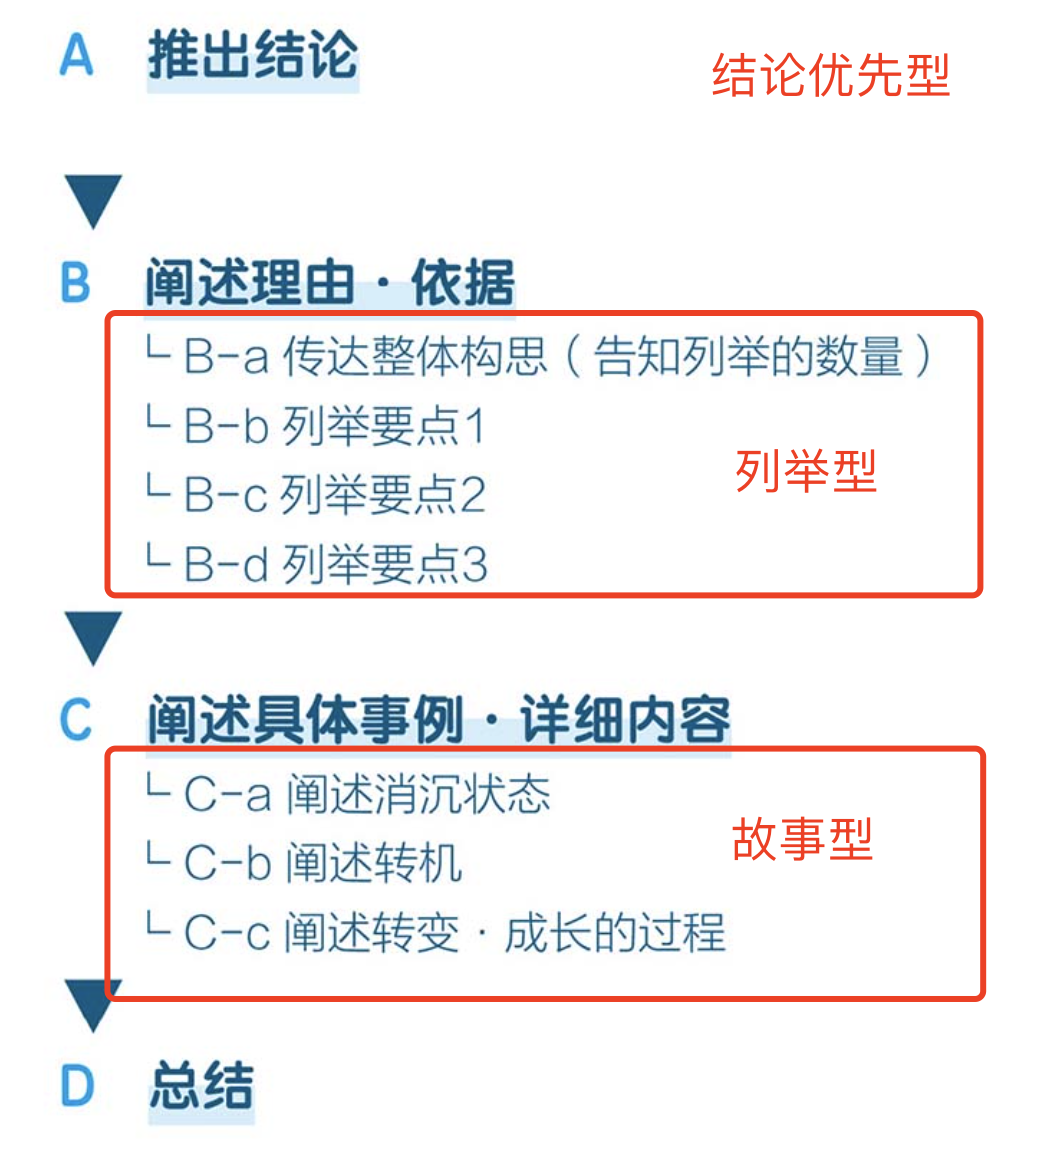 A 推出结论
结论优先型
B 阐述理由·依据
B-a 传达整体构思（告知列举的数量）
B-b 列举要点1
B-c 列举要点2
列举型
B-d 列举要点3
C 阐述具体事例·详细内容
C-a 阐述消沉状态
故事型
C-b 阐述转机
C-c 阐述转变·成长的过程
D 总结